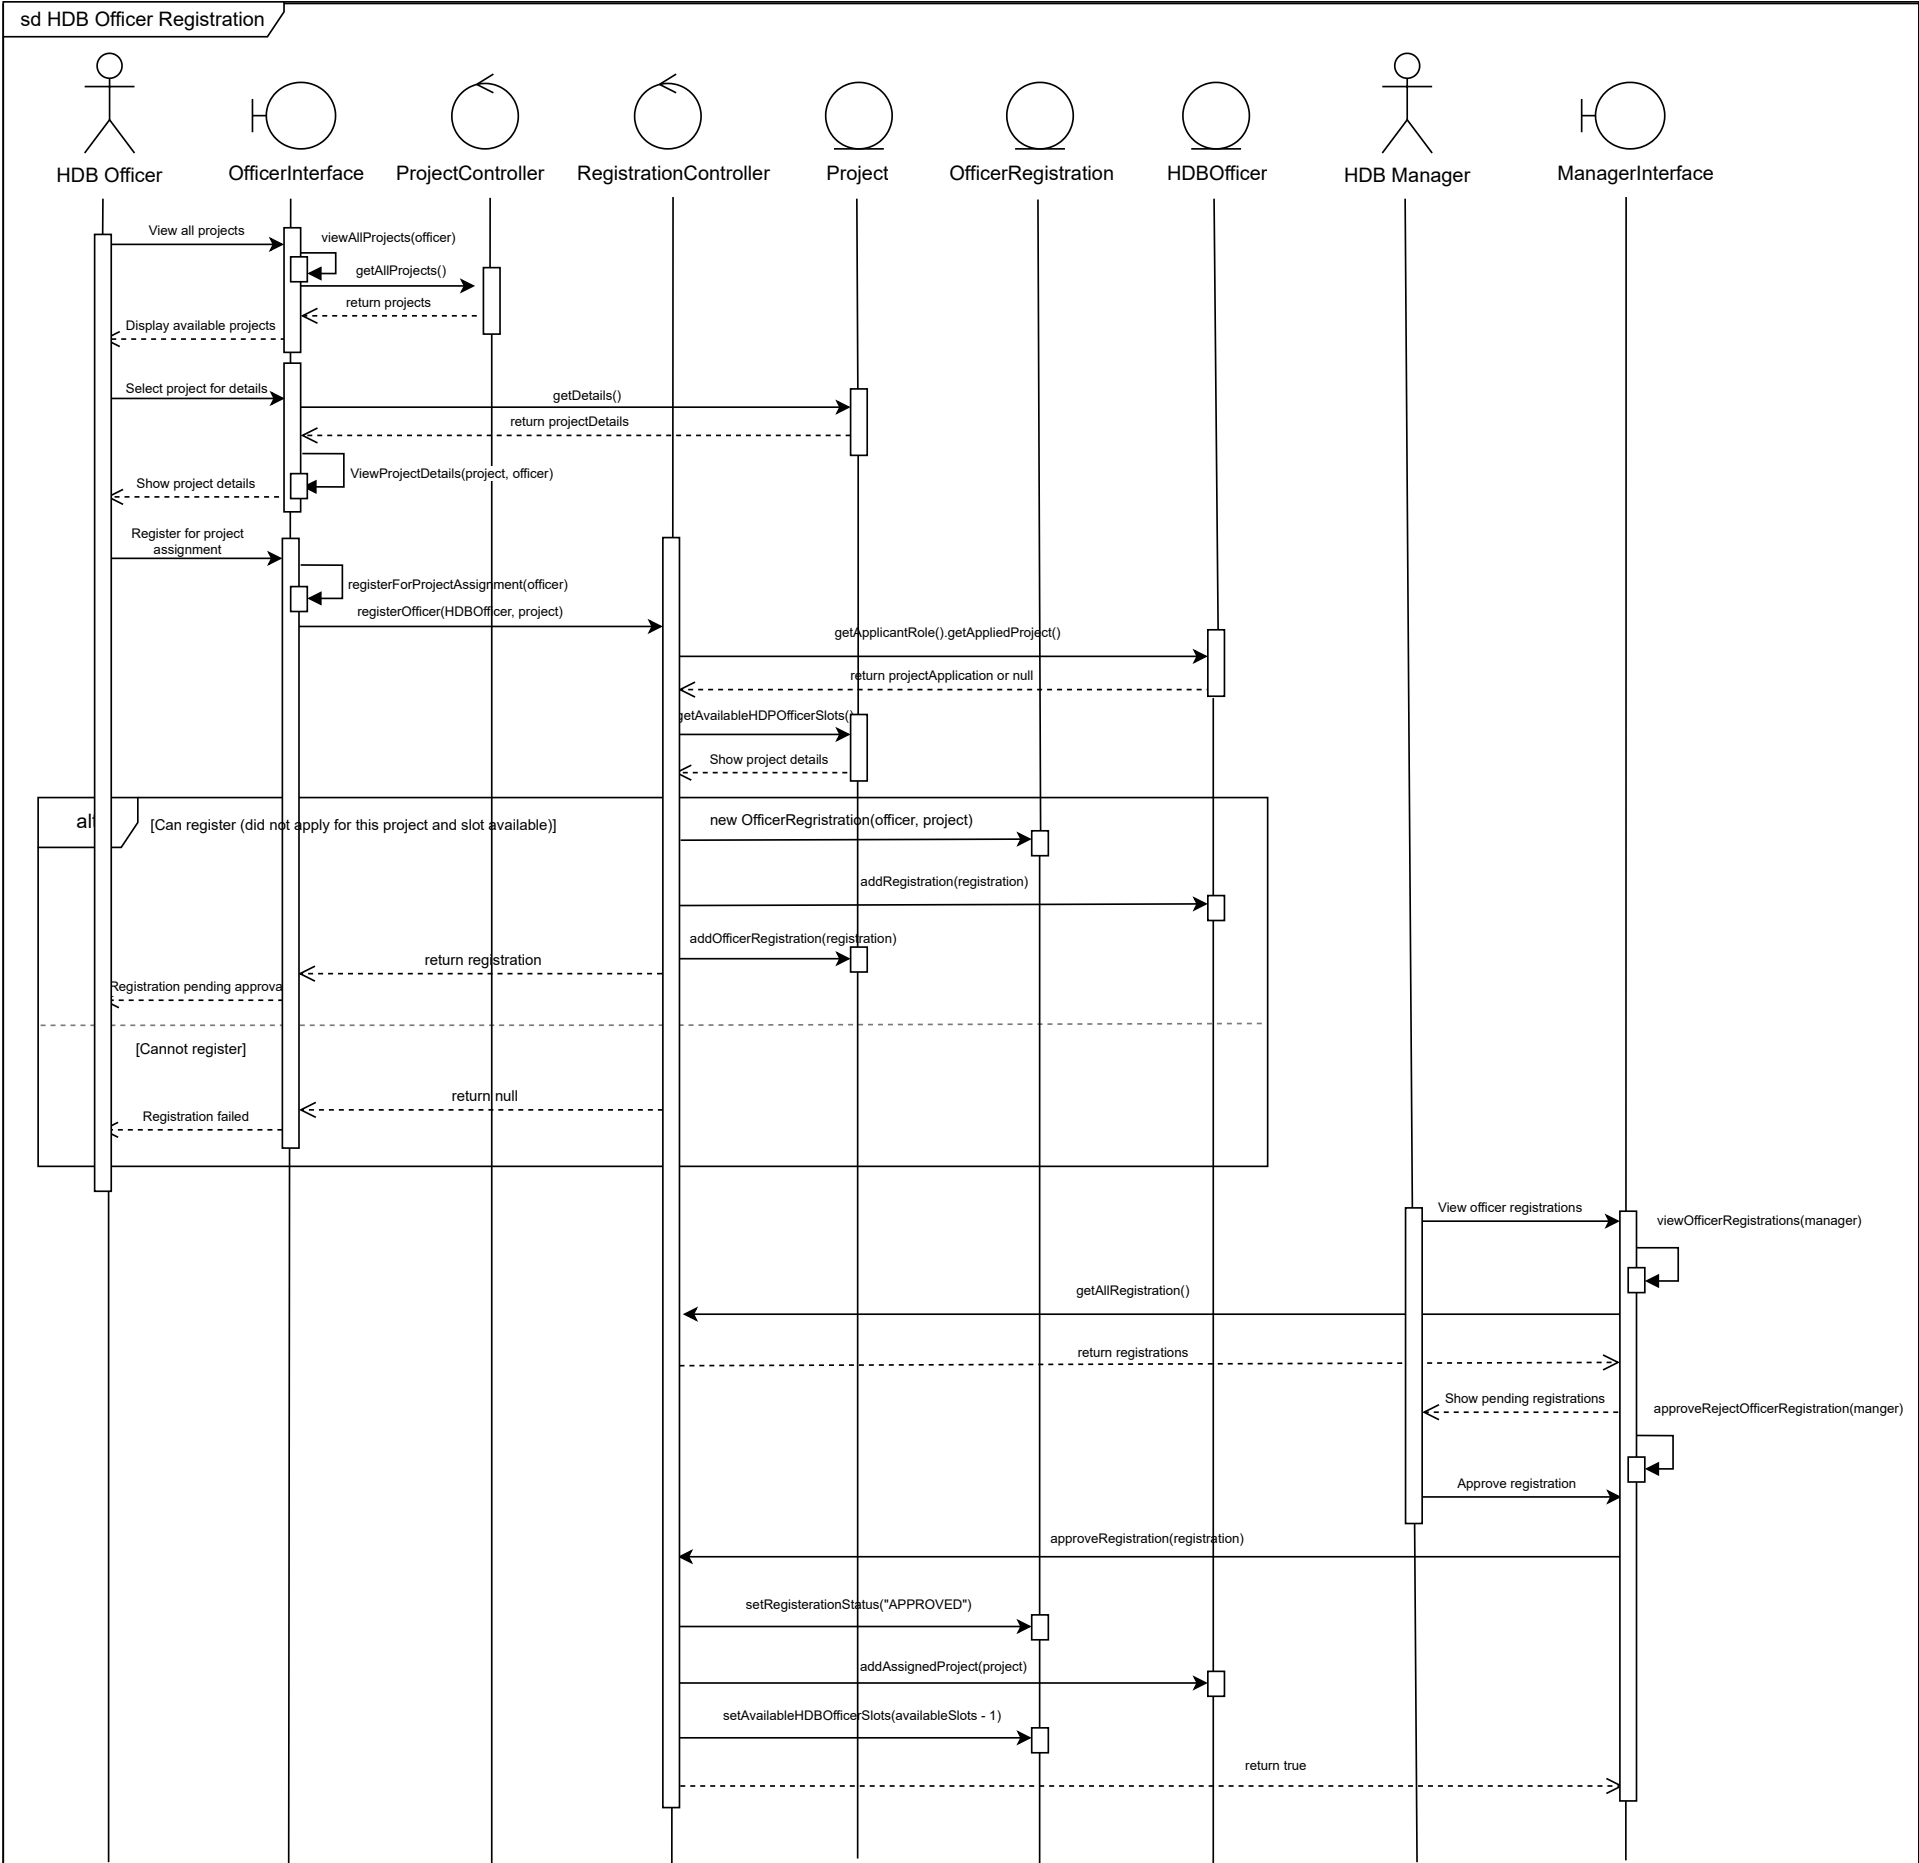 sd HDB Officer Registration
HDB Officer
OfficerInterface
ProjectController
RegistrationController
Project
OfficerRegistration
HDBOfficer
HDB Manager
ManagerInterface
View all projects
viewAllProjects(officer)
getAllProjects()
return projects
Display available projects
Select project for details
getDetails()
return projectDetails
ViewProjectDetails(project, officer)
Show project details
Register for project
assignment
registerForProjectAssignment(officer)
registerOfficer(HDBOfficer, project)
getApplicantRole().getAppliedProject()
return projectApplication or null
getAvailableHDPOfficerSlots()
Show project details
alt
[Can register (did not apply for this project and slot available)]
new OfficerRegristration(officer, project)
addRegistration(registration)
addOfficerRegistration(registration)
return registration
Registration pending approva
[Cannot register]
return null
Registration failed
View officer registrations
viewOfficerRegistrations(manager)
getAllRegistration()
return registrations
Show pending registrations
approveRejectOfficerRegistration(manger)
Approve registration
approveRegistration(registration)
setRegisterationStatus("APPROVED")
addAssignedProject(project)
setAvailableHDBOfficerSlots(availableSlots - 1)
return true